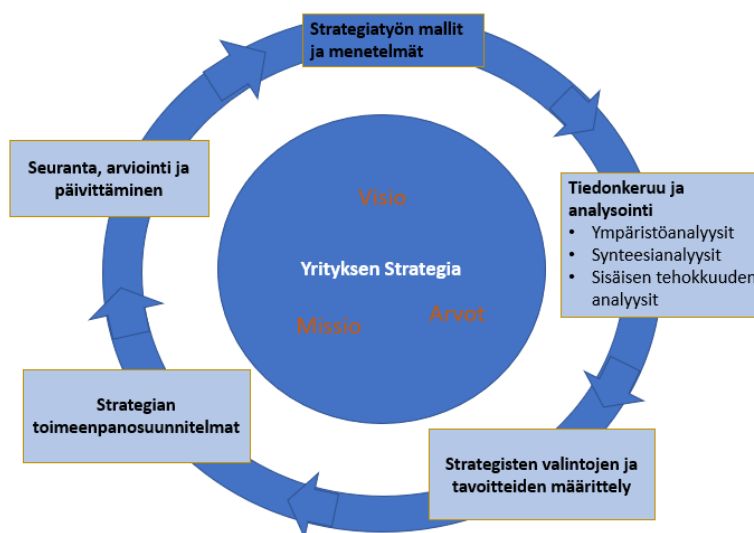 Strategiatyön mallit
ja menetelmät
Seuranta, arviointi ja
päivittäminen
Tiedonkeruu ja
analysointi
• Ympäristöanalyysit
• Synteesianalyysit
• Sisäisen tehokkuuden
analyysit
Visio
Yrityksen Strategia
Missio
Arvot
Strategian
toimeenpanosuunnitelmat
Strategisten valintojen ja
tavoitteiden määrittely